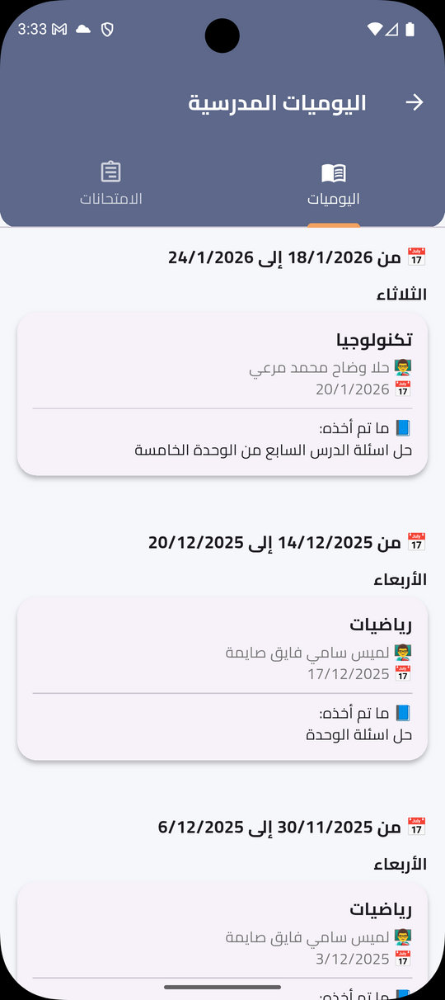 3:33
اليوميات المدرسية
اليوميات
الامتحانات
من 18/1/2026 إلى 24/1/2026
الثلاثاء
تكنولوجيا
حلا وضاح محمد مرعي
20/1/2026
ما تم أخذه:
حل اسئلة الدرس السابع من الوحدة الخامسة
من 14/12/2025 إلى 20/12/2025
الأربعاء
رياضيات
لميس سامي فايق صايمة
17/12/2025
ما تم أخذه:
حل اسئلة الوحدة
من 30/11/2025 إلى 6/12/2025
الأربعاء
رياضيات
لميس سامي فايق صايمة
3/12/2025
ما تم أخذه: